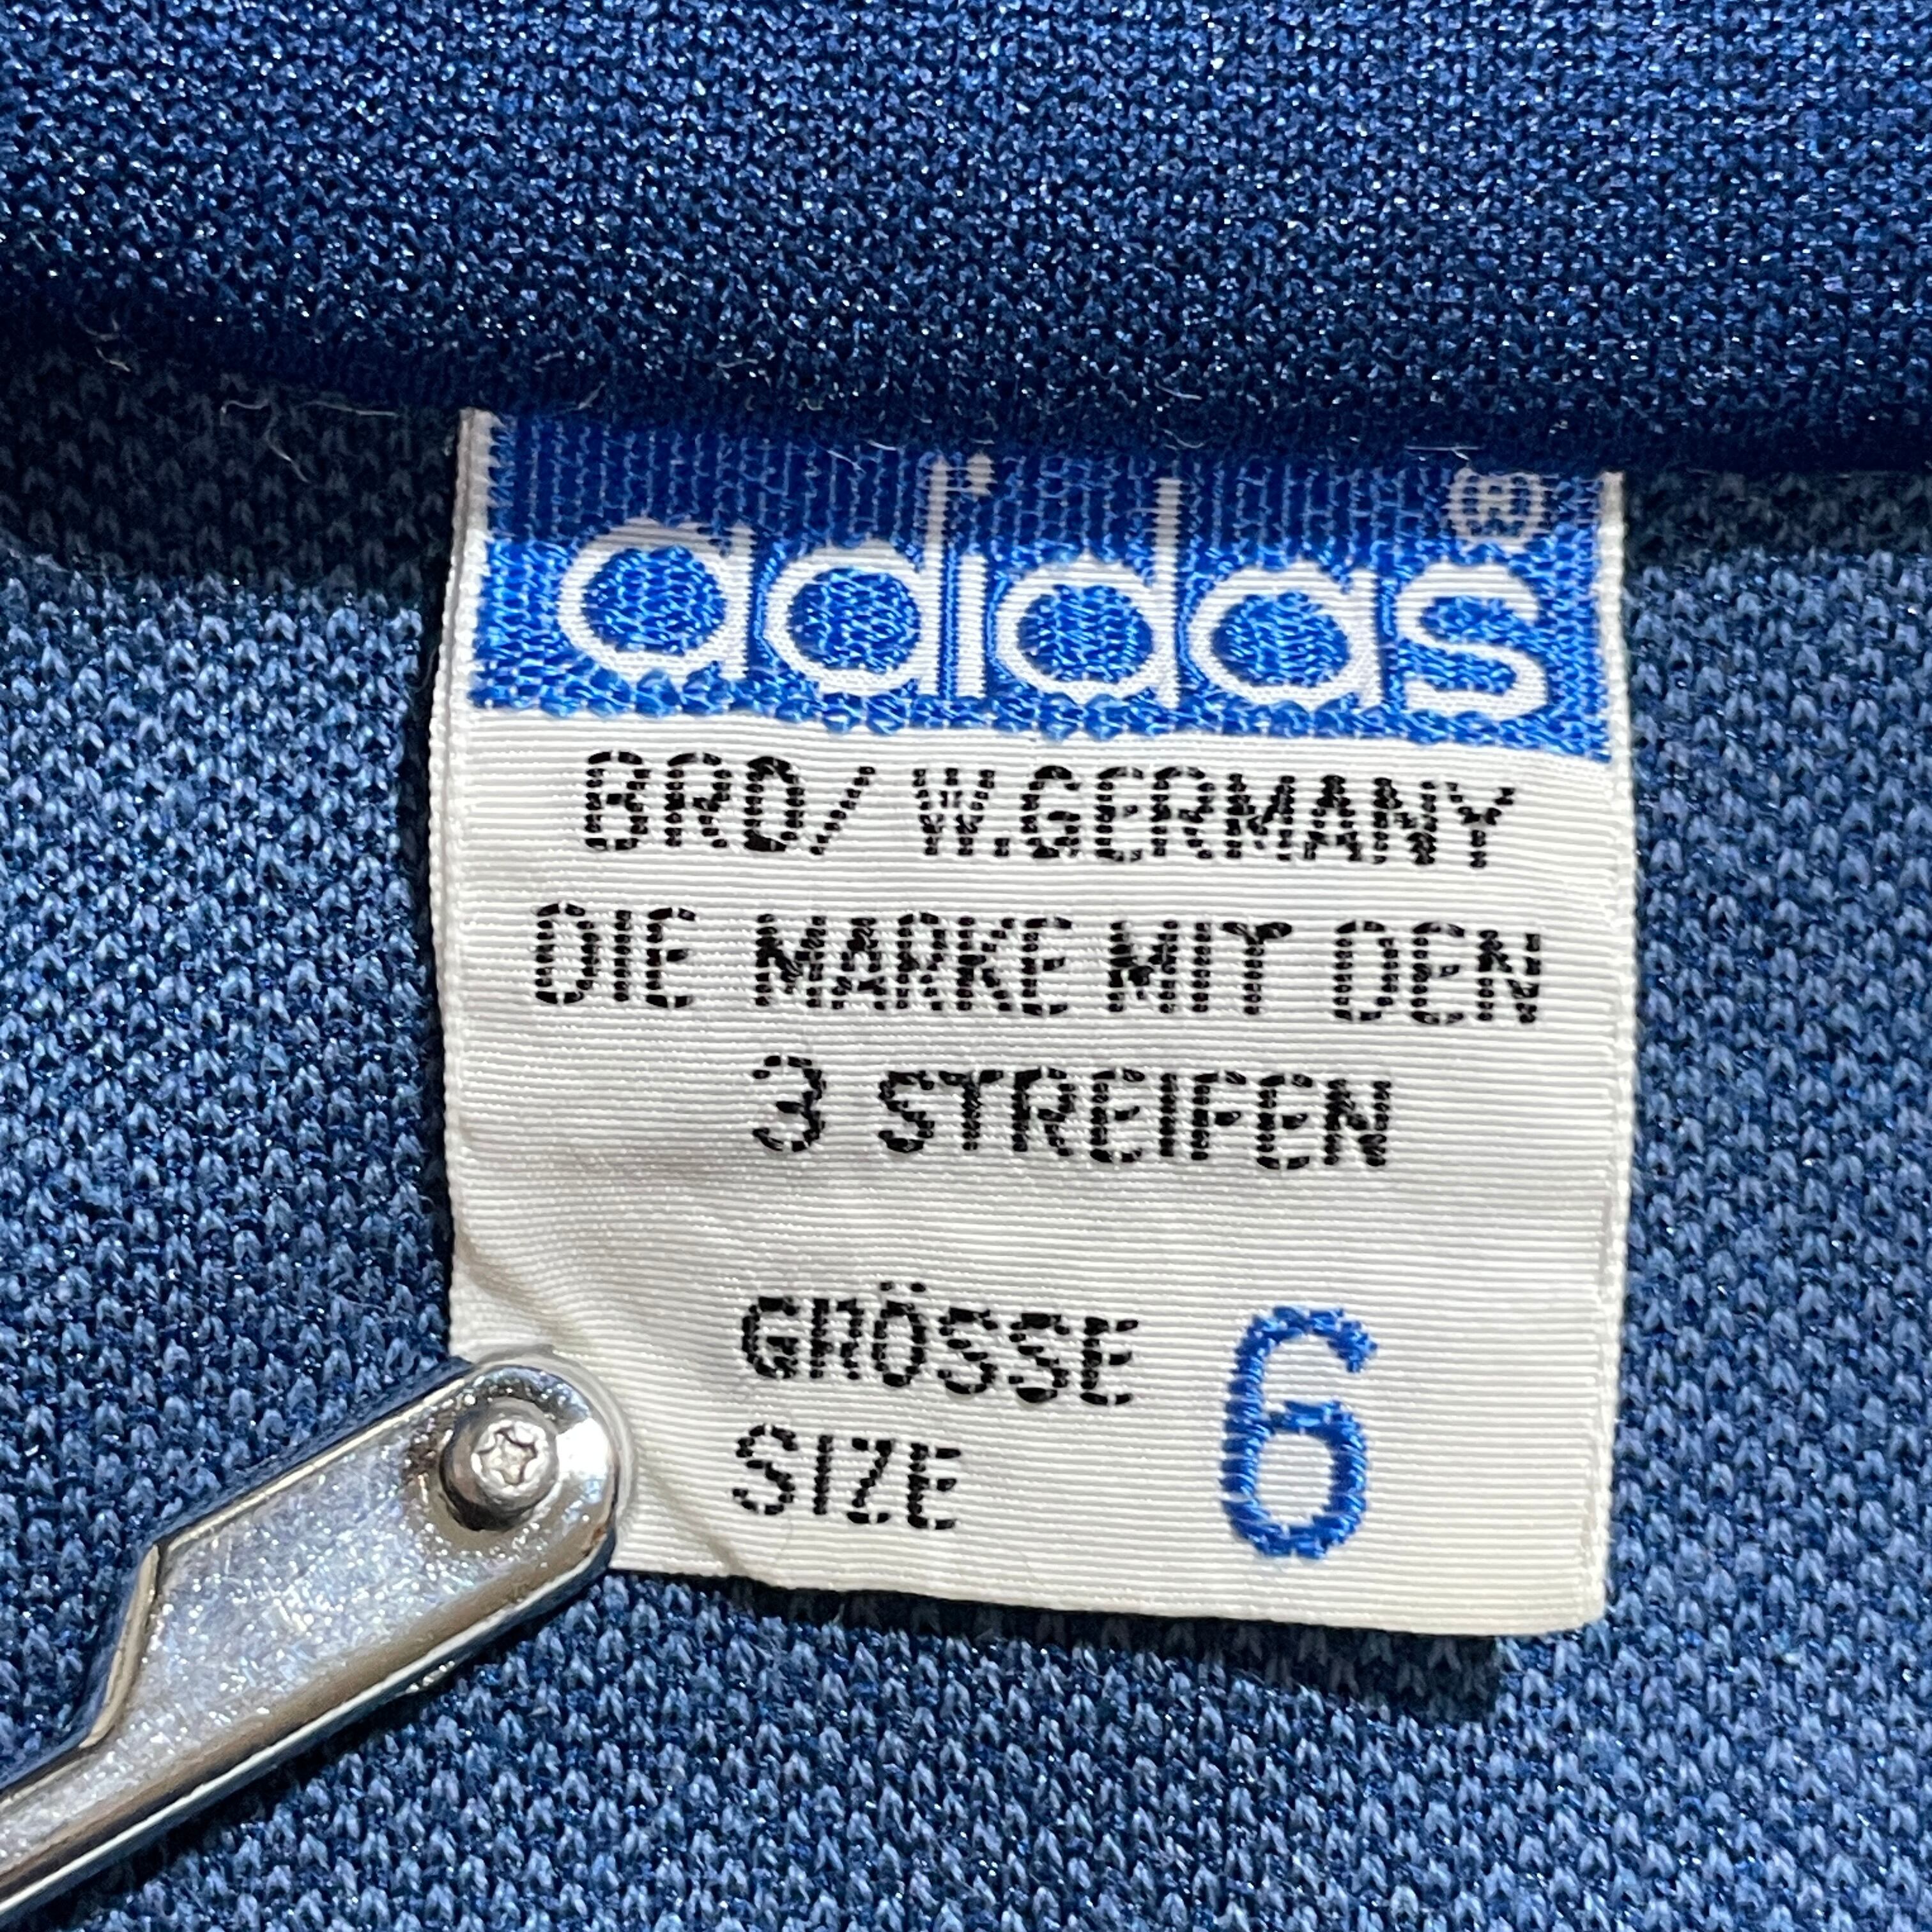 adidas®
BRD/ W.GERMANY
DIE MARKE MIT DEN
3 STREIFEN
GRÖSSE 6
SIZE